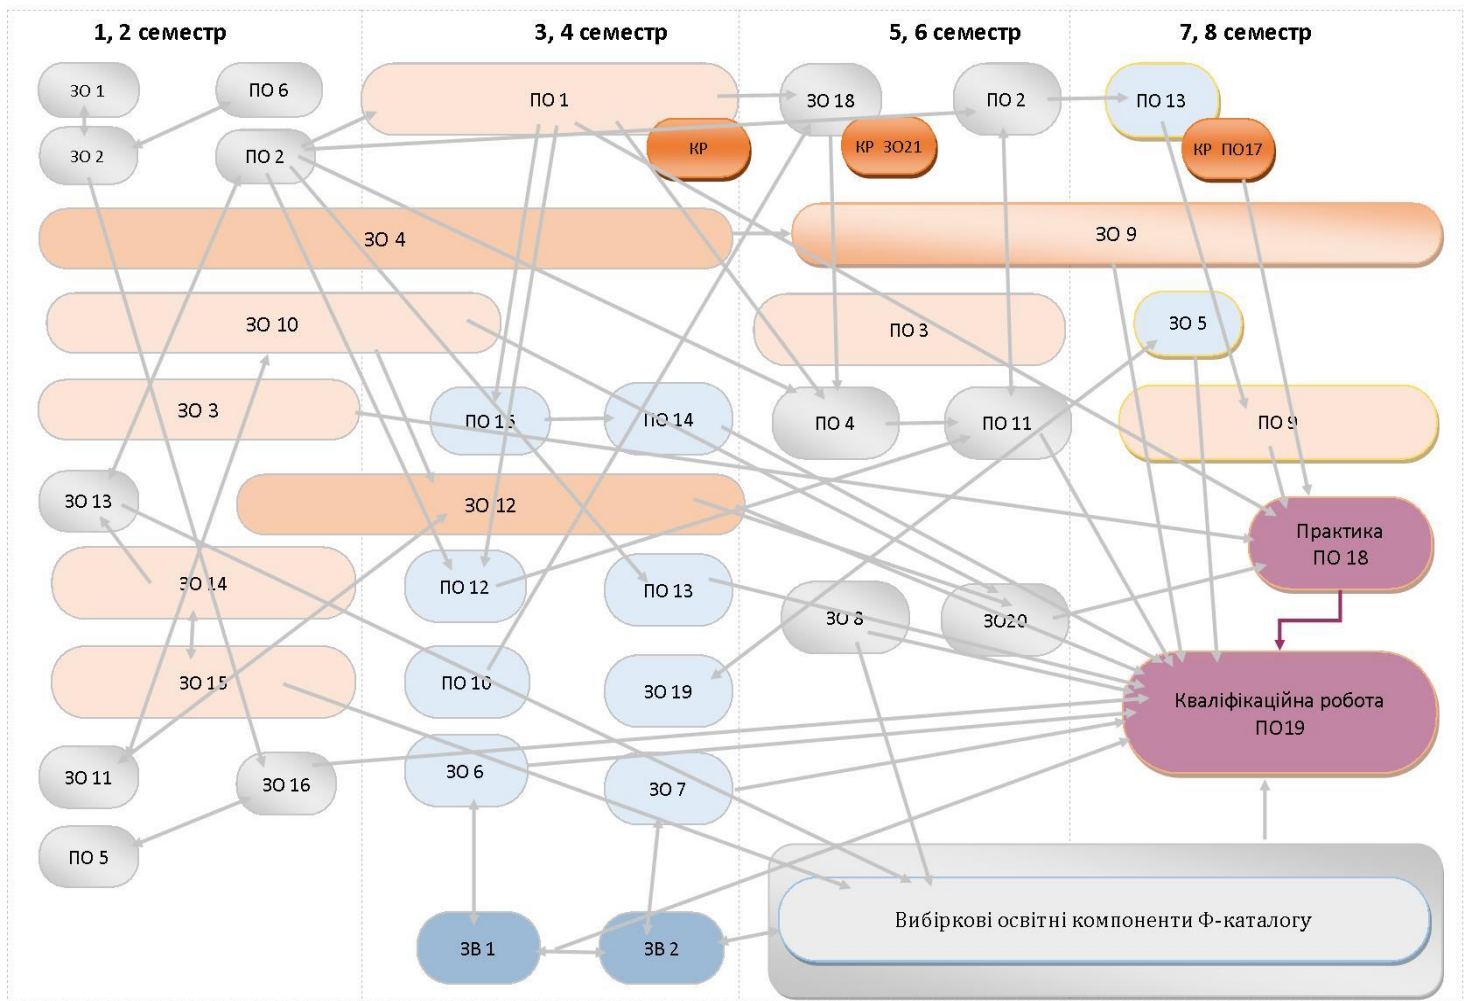 1, 2 семестр
3, 4 семестр
5, 6 семестр
7, 8 семестр
ЗО 1
ПО 6
ПО 1
ЗО 18
ПО 2
ПО 13
ЗО 2
ПО 2
КР
КР ЗО21
КР ПО17
ЗО 4
ЗО 9
ЗО 10
ПО 3
ЗО 5
ЗО 3
ПО 15
ПО 14
ПО 4
ПО 11
ПО 9
ЗО 13
ЗО 12
Практика
ПО 18
ЗО 14
ПО 12
ПО 13
ЗО 8
ЗО20
ЗО 15
ПО 10
ЗО 19
Кваліфікаційна робота
ПО19
ЗО 11
ЗО 16
ЗО 6
ЗО 7
ПО 5
ЗВ 1
ЗВ 2
Вибіркові освітні компоненти Ф-каталогу